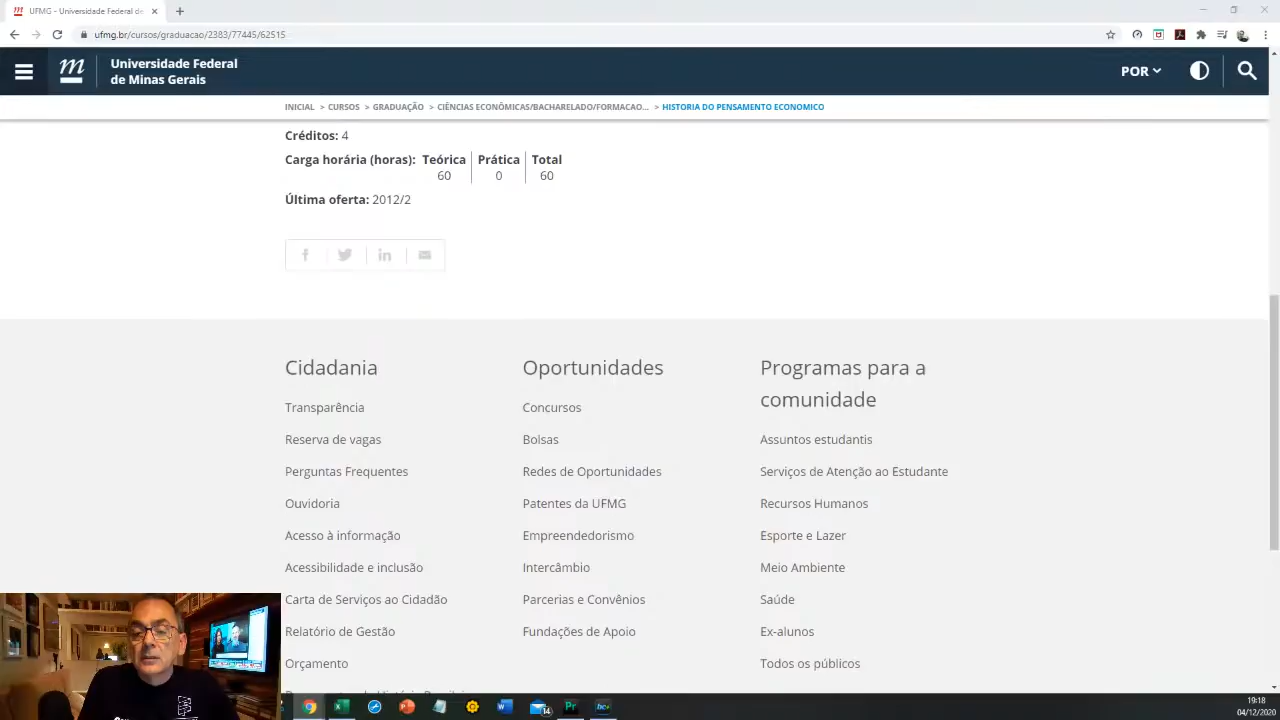 UFMG - Universidade Federal de
ufmg.br/cursos/graduacao/2383/77445/62515
Universidade Federal
de Minas Gerais
POR
INICIAL > CURSOS > GRADUAÇÃO > CIÊNCIAS ECONÔMICAS/BACHARELADO/FORMACAO... > HISTORIA DO PENSAMENTO ECONOMICO
Créditos: 4
Carga horária (horas): Teórica Prática Total
60 0 60
Última oferta: 2012/2
Cidadania
Transparência
Reserva de vagas
Perguntas Frequentes
Ouvidoria
Acesso à informação
Acessibilidade e inclusão
Carta de Serviços ao Cidadão
Relatório de Gestão
Orçamento
Oportunidades
Concursos
Bolsas
Redes de Oportunidades
Patentes da UFMG
Empreendedorismo
Intercâmbio
Parcerias e Convênios
Fundações de Apoio
Programas para a
comunidade
Assuntos estudantis
Serviços de Atenção ao Estudante
Recursos Humanos
Esporte e Lazer
Meio Ambiente
Saúde
Ex-alunos
Todos os públicos
19:18
04/12/2020